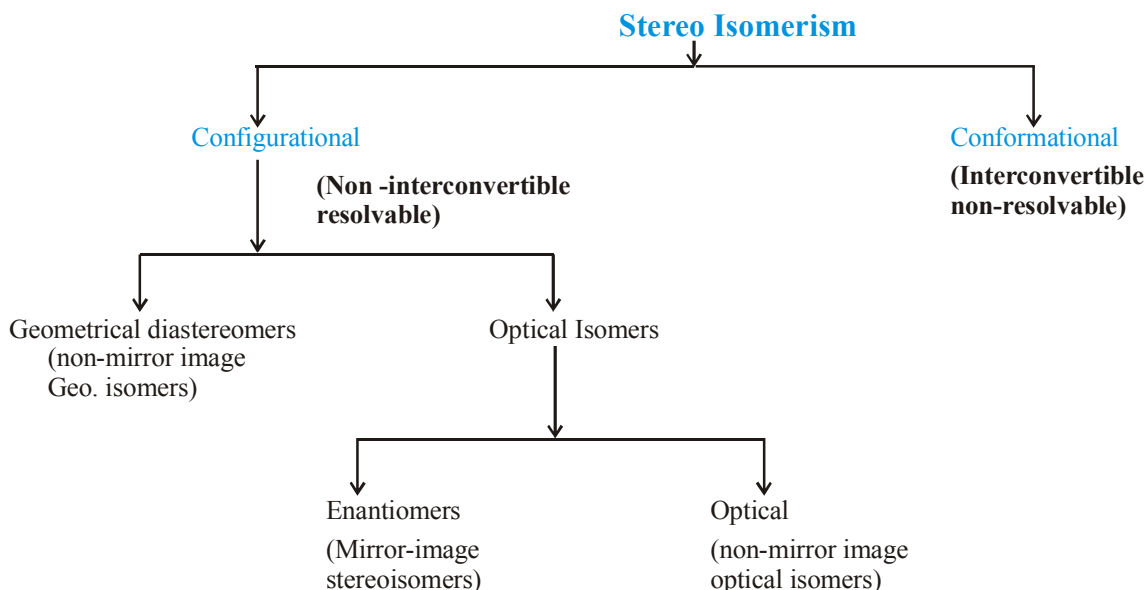 Stereo Isomerism
Configurational
Conformational
(Non -interconvertible
resolvable)
(Interconvertible
non-resolvable)
Geometrical diastereomers
(non-mirror image
Geo. isomers)
Optical Isomers
Enantiomers
(Mirror-image
stereoisomers)
Optical
(non-mirror image
optical isomers)